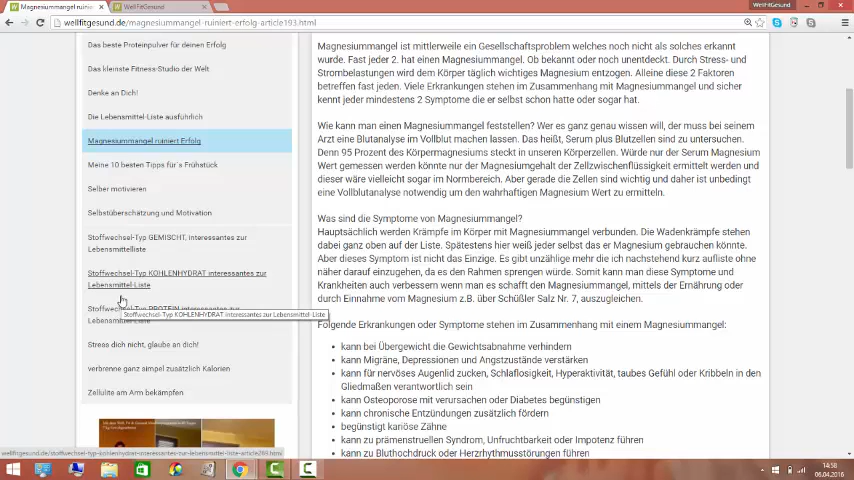 Magnesiummangel ruinie
WellFitGesund
WellFitGesund
wellfitgesund.de/magnesiummangel-ruiniert-erfolg-article193.html
Das beste Proteinpulver für deinen Erfolg
Das kleinste Fitness-Studio der Welt
Denke an Dich!
Die Lebensmittel-Liste ausführlich
Magnesiummangel ruiniert Erfolg
Meine 10 besten Tipps für's Frühstück
Selber motivieren
Selbstüberschätzung und Motivation
Stoffwechsel-Typ GEMISCHT, interessantes zur
Lebensmittelliste
Stoffwechsel-Typ KOHLENHYDRAT interessantes zur
Lebensmittel-Liste
Stoffwechsel-Typ PROTEIN interessantes zur
Lebensmittel-Liste
Stoffwechsel-Typ KOHLENHYDRAT interessantes zur Lebensmittel-Liste
Stress dich nicht, glaube an dich!
verbrenne ganz simpel zusätzlich Kalorien
Zellulite am Arm bekämpfen
Magnesiummangel ist mittlerweile ein Gesellschaftsproblem welches noch nicht als solches erkannt
wurde. Fast jeder 2. hat einen Magnesiummangel. Ob bekannt oder noch unentdeckt. Durch Stress- und
Strombelastungen wird dem Körper täglich wichtiges Magnesium entzogen. Alleine diese 2 Faktoren
betreffen fast jeden. Viele Erkrankungen stehen im Zusammenhang mit Magnesiummangel und sicher
kennt jeder mindestens 2 Symptome die er selbst schon hatte oder sogar hat.
Wie kann man einen Magnesiummangel feststellen? Wer es ganz genau wissen will, der muss bei seinem
Arzt eine Blutanalyse im Vollblut machen lassen. Das heißt, Serum plus Blutzellen sind zu untersuchen.
Denn 95 Prozent des Körpermagnesiums steckt in unseren Körperzellen. Würde nur der Serum Magnesium
Wert gemessen werden könnte nur der Magnesiumgehalt der Zellzwischenflüssigkeit ermittelt werden und
dieser wäre vielleicht sogar im Normbereich. Aber gerade die Zellen sind wichtig und daher ist unbedingt
eine Vollblutanalyse notwendig um den wahrhaftigen Magnesium Wert zu ermitteln.
Was sind die Symptome von Magnesiummangel?
Hauptsächlich werden Krämpfe im Körper mit Magnesiummangel verbunden. Die Wadenkrämpfe stehen
dabei ganz oben auf der Liste. Spätestens hier weiß jeder selbst das er Magnesium gebrauchen könnte.
Aber dieses Symptom ist nicht das Einzige. Es gibt unzählige mehr die ich nachstehend kurz aufliste ohne
näher darauf einzugehen, da es den Rahmen sprengen würde. Somit kann man diese Symptome und
Krankheiten auch verbessern wenn man es schafft den Magnesiummangel, mittels der Ernährung oder
durch Einnahme vom Magnesium z.B. über Schüßler Salz Nr. 7, auszugleichen.
Folgende Erkrankungen oder Symptome stehen im Zusammenhang mit einem Magnesiummangel:
kann bei Übergewicht die Gewichtsabnahme verhindern
kann Migräne, Depressionen und Angstzustände verstärken
kann für nervöses Augenlid zucken, Schlaflosigkeit, Hyperaktivität, taubes Gefühl oder Kribbeln in den
Gliedmaßen verantwortlich sein
kann Osteoporose mit verursachen oder Diabetes begünstigen
kann chronische Entzündungen zusätzlich fördern
begünstigt kariöse Zähne
kann zu prämenstruellen Syndrom, Unfruchtbarkeit oder Impotenz führen
kann zu Bluthochdruck oder Herzrhythmusstörungen führen
wellfitgesund.de/stoffwechsel-typ-kohlenhydrat-interessantes-zur-lebensmittel-liste-article269.html
14:58
06.04.2016